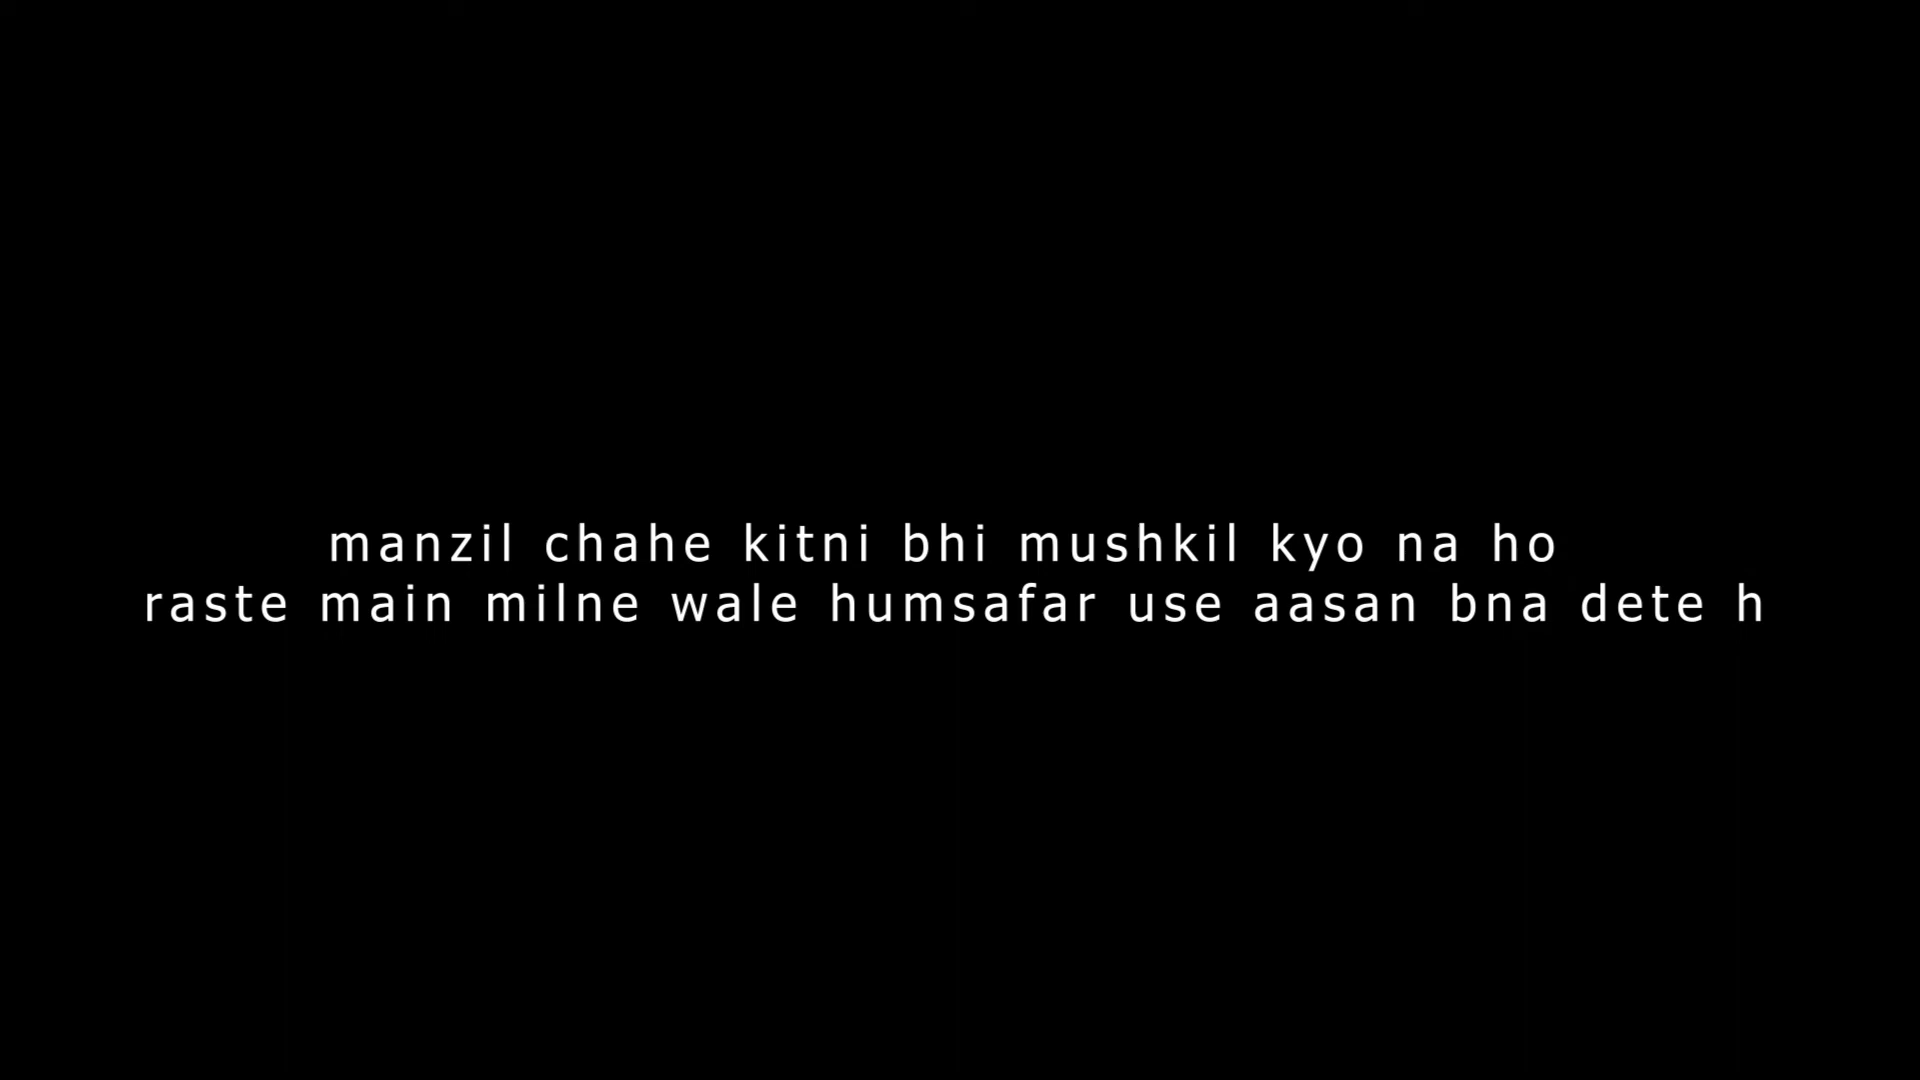 manzil chahe kitni bhi mushkil kyo na ho
raste main milne wale humsafar use aasan bna dete h